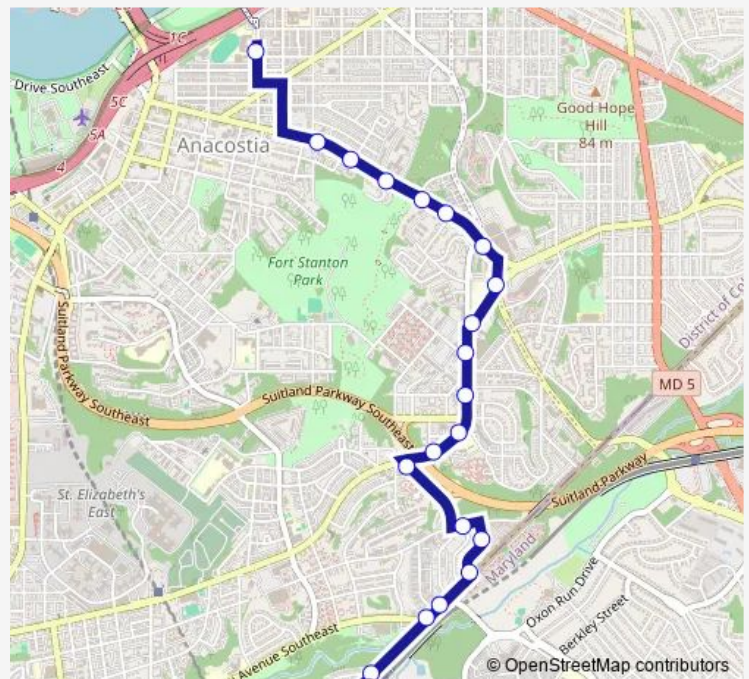 1C
Drive Southeast
5C
5A
4
Anacostia
Good Hope
Hill
84 m
Fort Stanton
Park
District of Co
MD 5
Suitland Parkway Southeast
Suitland Parkway Southeast
Suitland Parkway
St. Elizabeth's
East
Maryland
Oxon Run Drive
Berkley Street
Avenue Southeast
© OpenStreetMap contributors